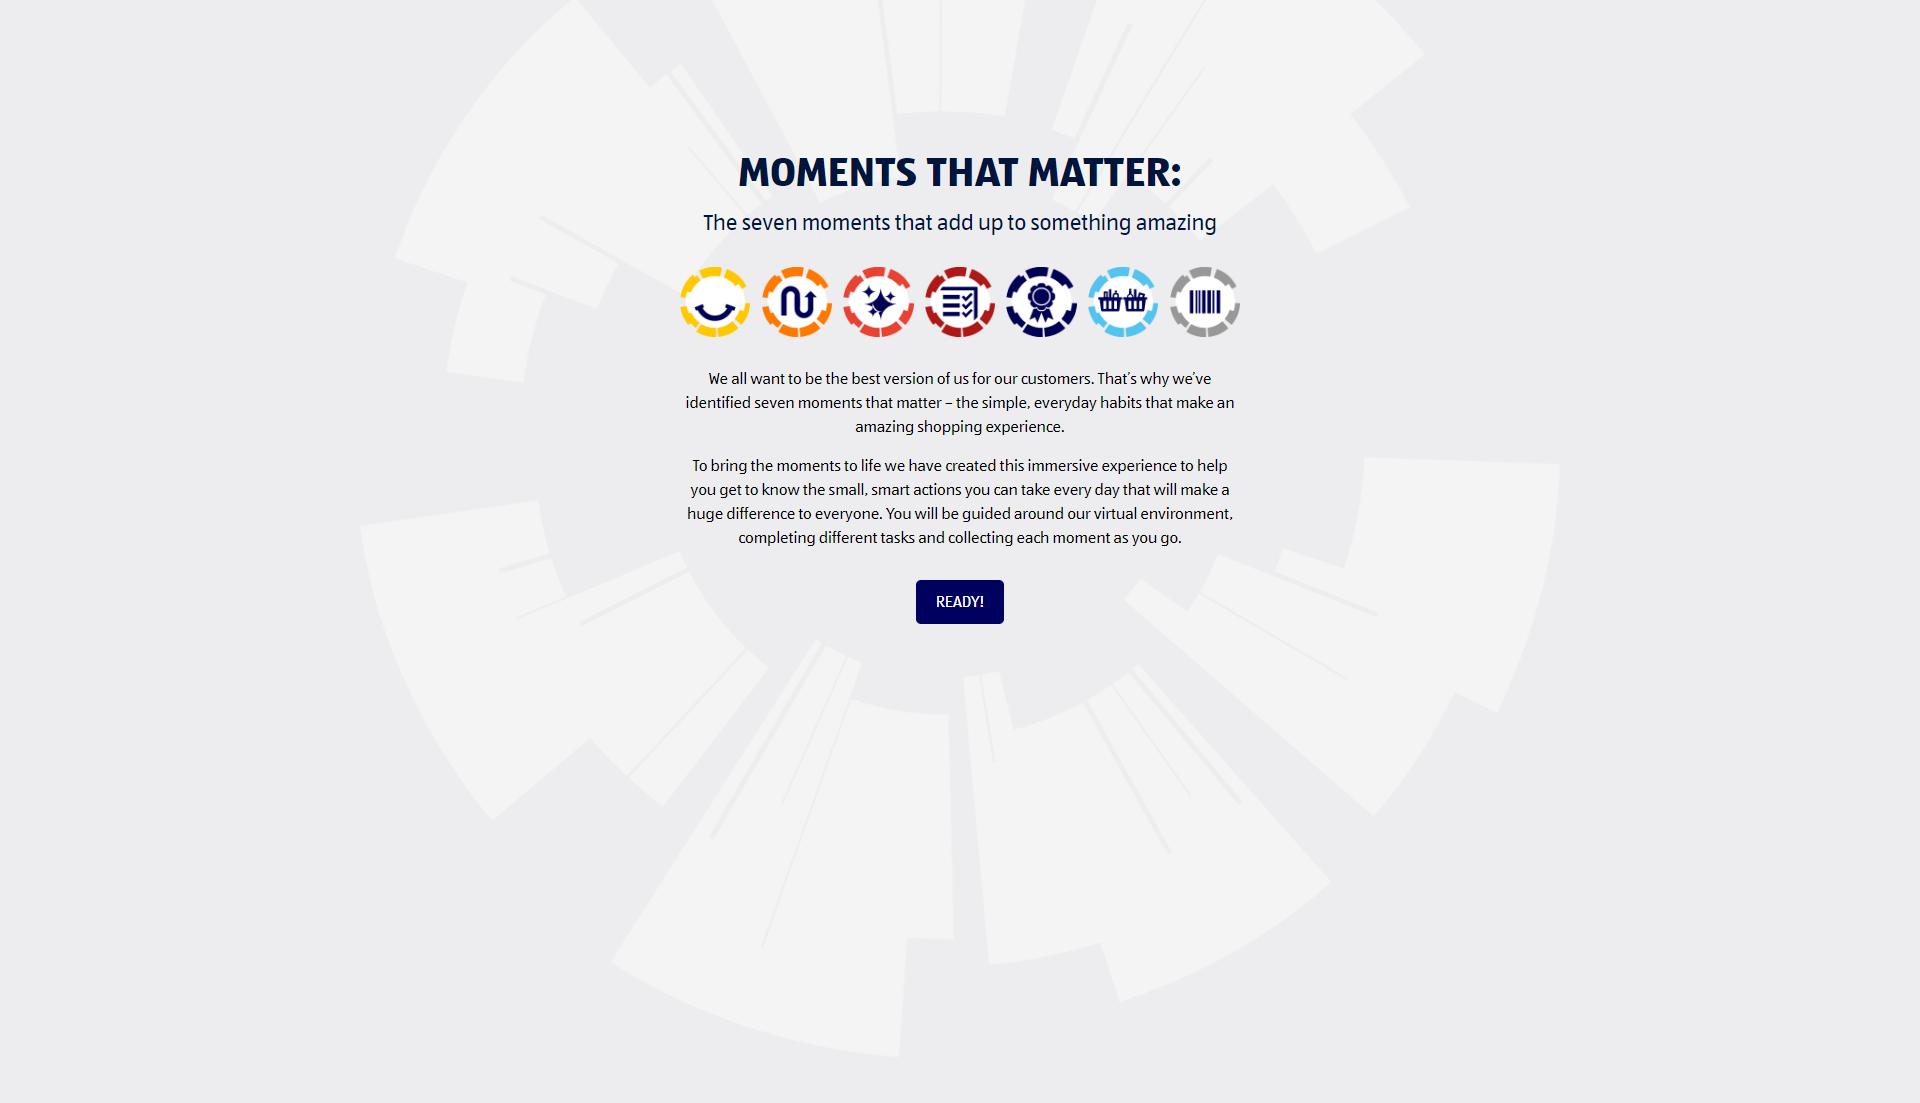 MOMENTS THAT MATTER:
The seven moments that add up to something amazing
We all want to be the best version of us for our customers. That’s why we’ve
identified seven moments that matter – the simple, everyday habits that make an
amazing shopping experience.
To bring the moments to life we have created this immersive experience to help
you get to know the small, smart actions you can take every day that will make a
huge difference to everyone. You will be guided around our virtual environment,
completing different tasks and collecting each moment as you go.
READY!